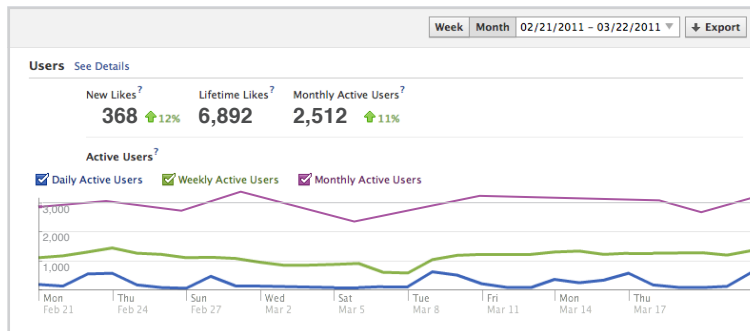 Week Month 02/21/2011 - 03/22/2011 Export
Users See Details
New Likes? Lifetime Likes? Monthly Active Users?
368 12% 6,892 2,512 11%
Active Users?
Daily Active Users Weekly Active Users Monthly Active Users
3,000
2,000
1,000
Mon Thu Sun Wed Sat Tue Fri Mon Thu
Feb 21 Feb 24 Feb 27 Mar 2 Mar 5 Mar 8 Mar 11 Mar 14 Mar 17